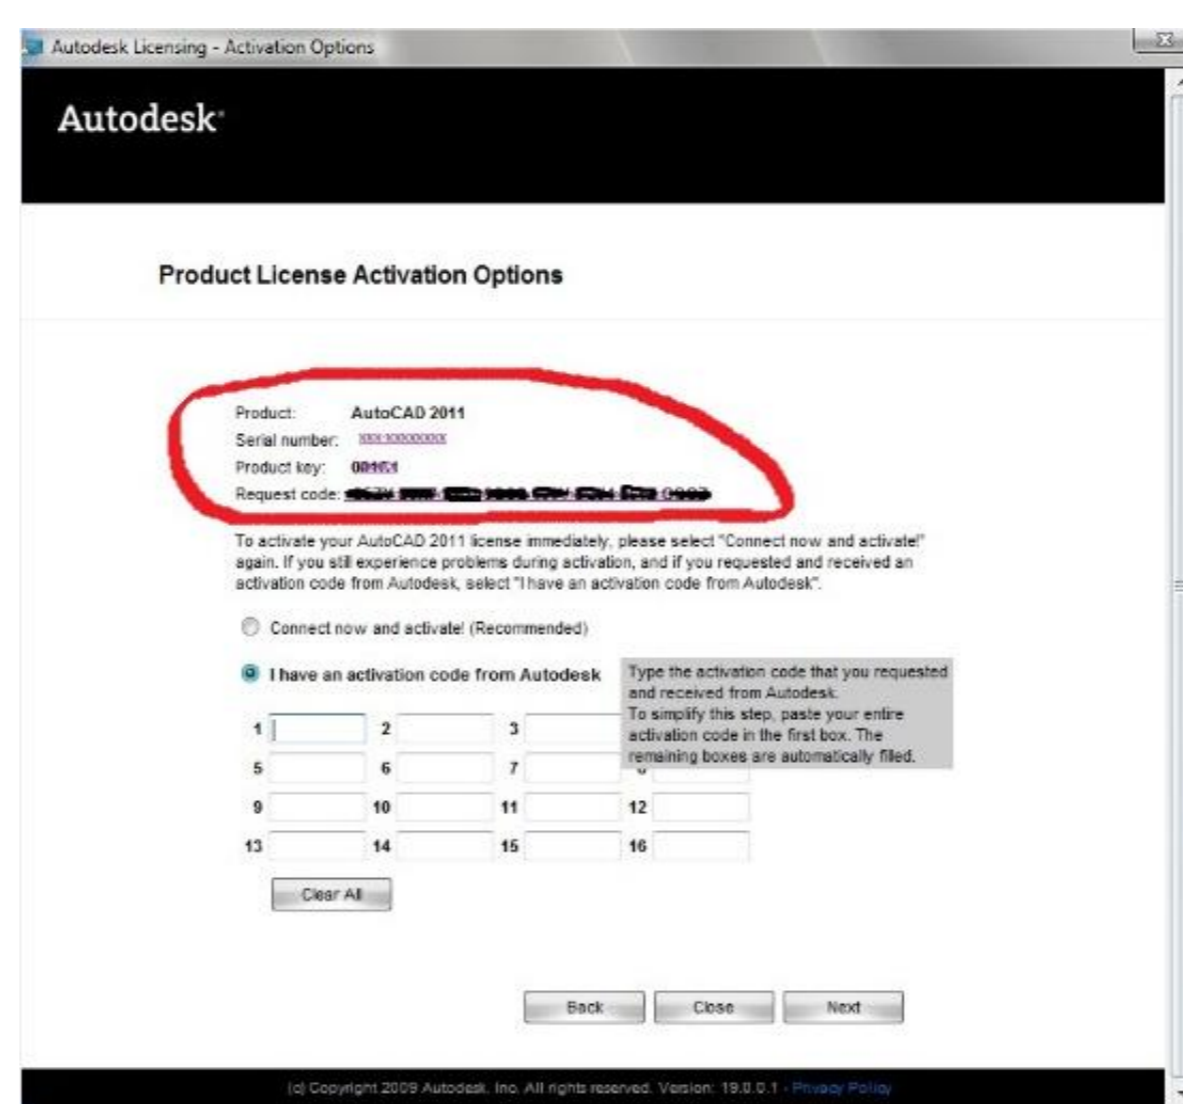 Autodesk Licensing - Activation Options
Autodesk
Product License Activation Options
Product: AutoCAD 2011
Serial number: XXX-XXXXXXXX
Product key:
Request code:
To activate your AutoCAD 2011 license immediately, please select "Connect now and activate!"
again. If you still experience problems during activation, and if you requested and received an
activation code from Autodesk, select "I have an activation code from Autodesk".
Connect now and activate! (Recommended)
I have an activation code from Autodesk
Type the activation code that you requested
and received from Autodesk.
To simplify this step, paste your entire
activation code in the first box. The
remaining boxes are automatically filled.
1 2 3
5 6 7
9 10 11 12
13 14 15 16
Clear All
Back Close Next
(c) Copyright 2009 Autodesk, Inc. All rights reserved. Version: 19.0.0.1 - Privacy Policy